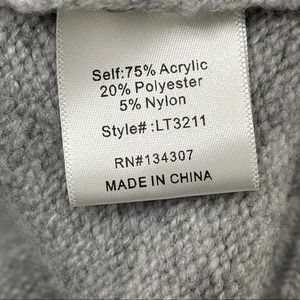 Self:75% Acrylic
20% Polyester
5% Nylon
Style#:LT3211
RN#134307
MADE IN CHINA